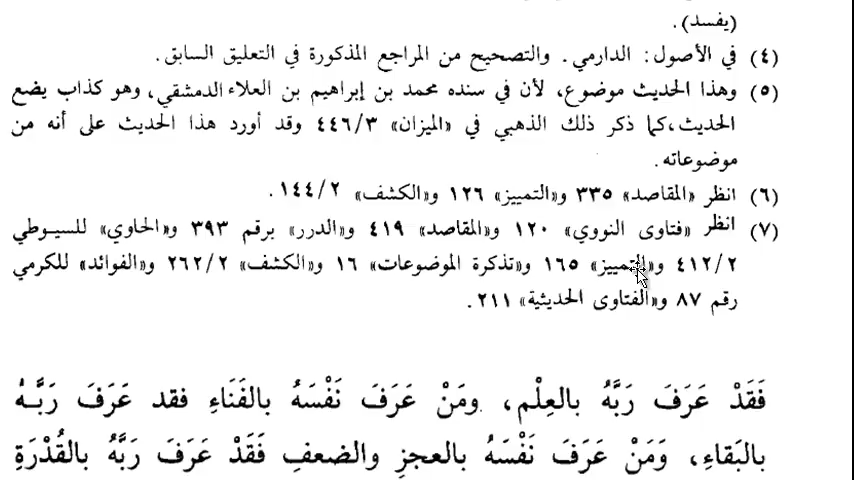 (يفسد).
(٤) في الأصول: الدارمي. والتصحيح من المراجع المذكورة في التعليق السابق.
(٥) وهذا الحديث موضوع، لأن في سنده محمد بن إبراهيم بن العلاء الدمشقي، وهو كذاب يضع
الحديث، كما ذكر ذلك الذهبي في «الميزان» ٤٤٦/٣ وقد أورد هذا الحديث على أنه من
موضوعاته.
(٦) انظر «المقاصد» ٣٣٥ و«التمييز» ١٢٦ و«الكشف» ١٤٤/٢.
(٧) انظر «فتاوى النووي» ١٢٠ و«المقاصد» ٤١٩ و«الدرر» برقم ٣٩٣ و«الحاوي» للسيوطي
٤١٢/٢ و«التمييز» ١٦٥ و«تذكرة الموضوعات» ١٦ و«الكشف» ٢٦٢/٢ و«الفوائد» للكرمي
رقم ٨٧ و«الفتاوى الحديثية» ٢١١.
فَقَدْ عَرَفَ رَبَّهُ بالعِلْم، ومَنْ عَرَفَ نَفْسَهُ بالفَنَاءِ فقد عَرَفَ رَبَّهُ
بالبَقاءِ، وَمَنْ عَرَفَ نَفْسَهُ بالعجزِ والضعفِ فَقَدْ عَرَفَ رَبَّهُ بالقُدْرَةِ